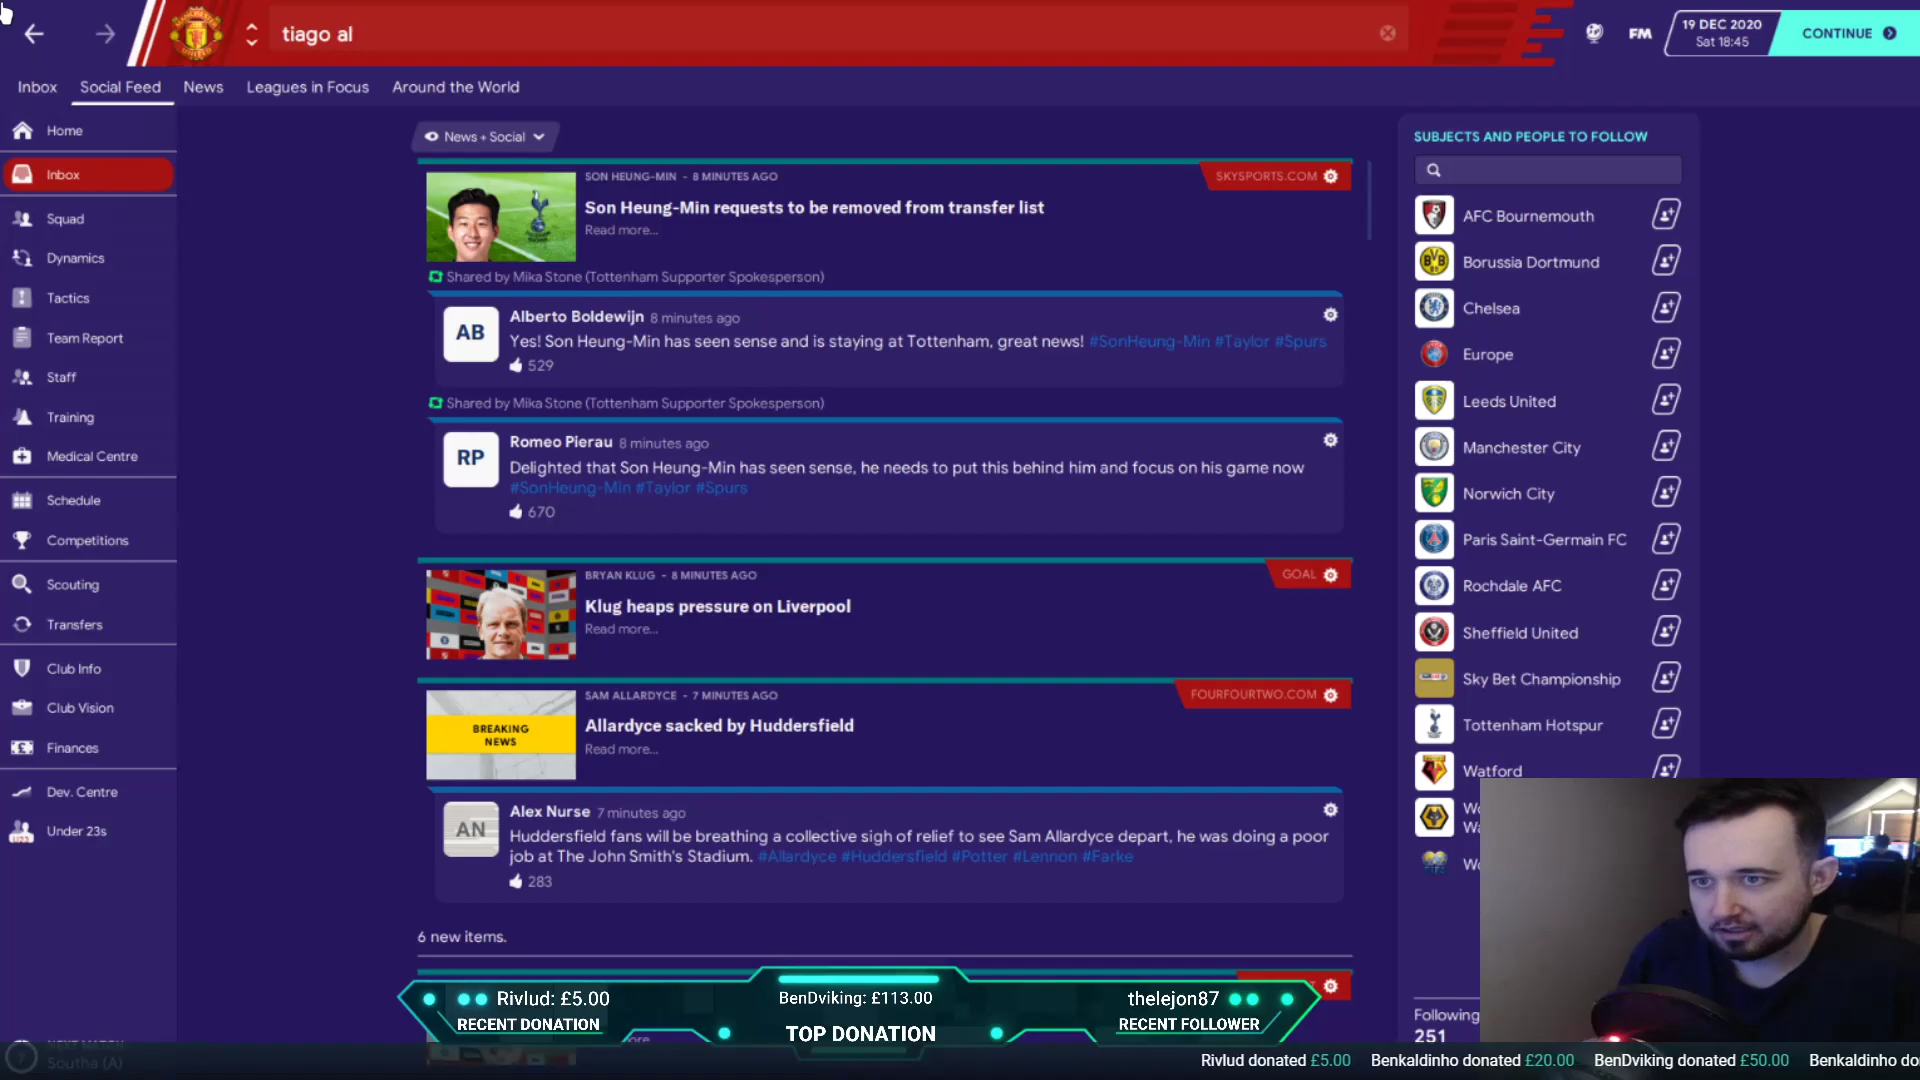 tiago al
FM
19 DEC 2020
Sat 18:45
CONTINUE
Inbox
Social Feed
News
Leagues in Focus
Around the World
Home
Inbox
Squad
Dynamics
Tactics
Team Report
Staff
Training
Medical Centre
Schedule
Competitions
Scouting
Transfers
Club Info
Club Vision
Finances
Dev. Centre
Under 23s
News + Social
SON HEUNG-MIN - 8 MINUTES AGO
SKYSPORTS.COM
Son Heung-Min requests to be removed from transfer list
Read more...
Shared by Mika Stone (Tottenham Supporter Spokesperson)
AB
Alberto Boldewijn 8 minutes ago
Yes! Son Heung-Min has seen sense and is staying at Tottenham, great news! #SonHeung-Min #Taylor #Spurs
529
Shared by Mika Stone (Tottenham Supporter Spokesperson)
RP
Romeo Pierau 8 minutes ago
Delighted that Son Heung-Min has seen sense, he needs to put this behind him and focus on his game now
#SonHeung-Min #Taylor #Spurs
670
BRYAN KLUG - 8 MINUTES AGO
GOAL
Klug heaps pressure on Liverpool
Read more...
SAM ALLARDYCE - 7 MINUTES AGO
FOURFOURTWO.COM
BREAKING
NEWS
Allardyce sacked by Huddersfield
Read more...
AN
Alex Nurse 7 minutes ago
Huddersfield fans will be breathing a collective sigh of relief to see Sam Allardyce depart, he was doing a poor
job at The John Smith's Stadium. #Allardyce #Huddersfield #Potter #Lennon #Farke
283
6 new items.
SUBJECTS AND PEOPLE TO FOLLOW
AFC Bournemouth
Borussia Dortmund
Chelsea
Europe
Leeds United
Manchester City
Norwich City
Paris Saint-Germain FC
Rochdale AFC
Sheffield United
Sky Bet Championship
Tottenham Hotspur
Watford
Following
251
Rivlud: £5.00
RECENT DONATION
BenDviking: £113.00
TOP DONATION
thelejon87
RECENT FOLLOWER
NEXT MATCH
Southa (A)
Rivlud donated £5.00 Benkaldinho donated £20.00 BenDviking donated £50.00 Benkaldinho do